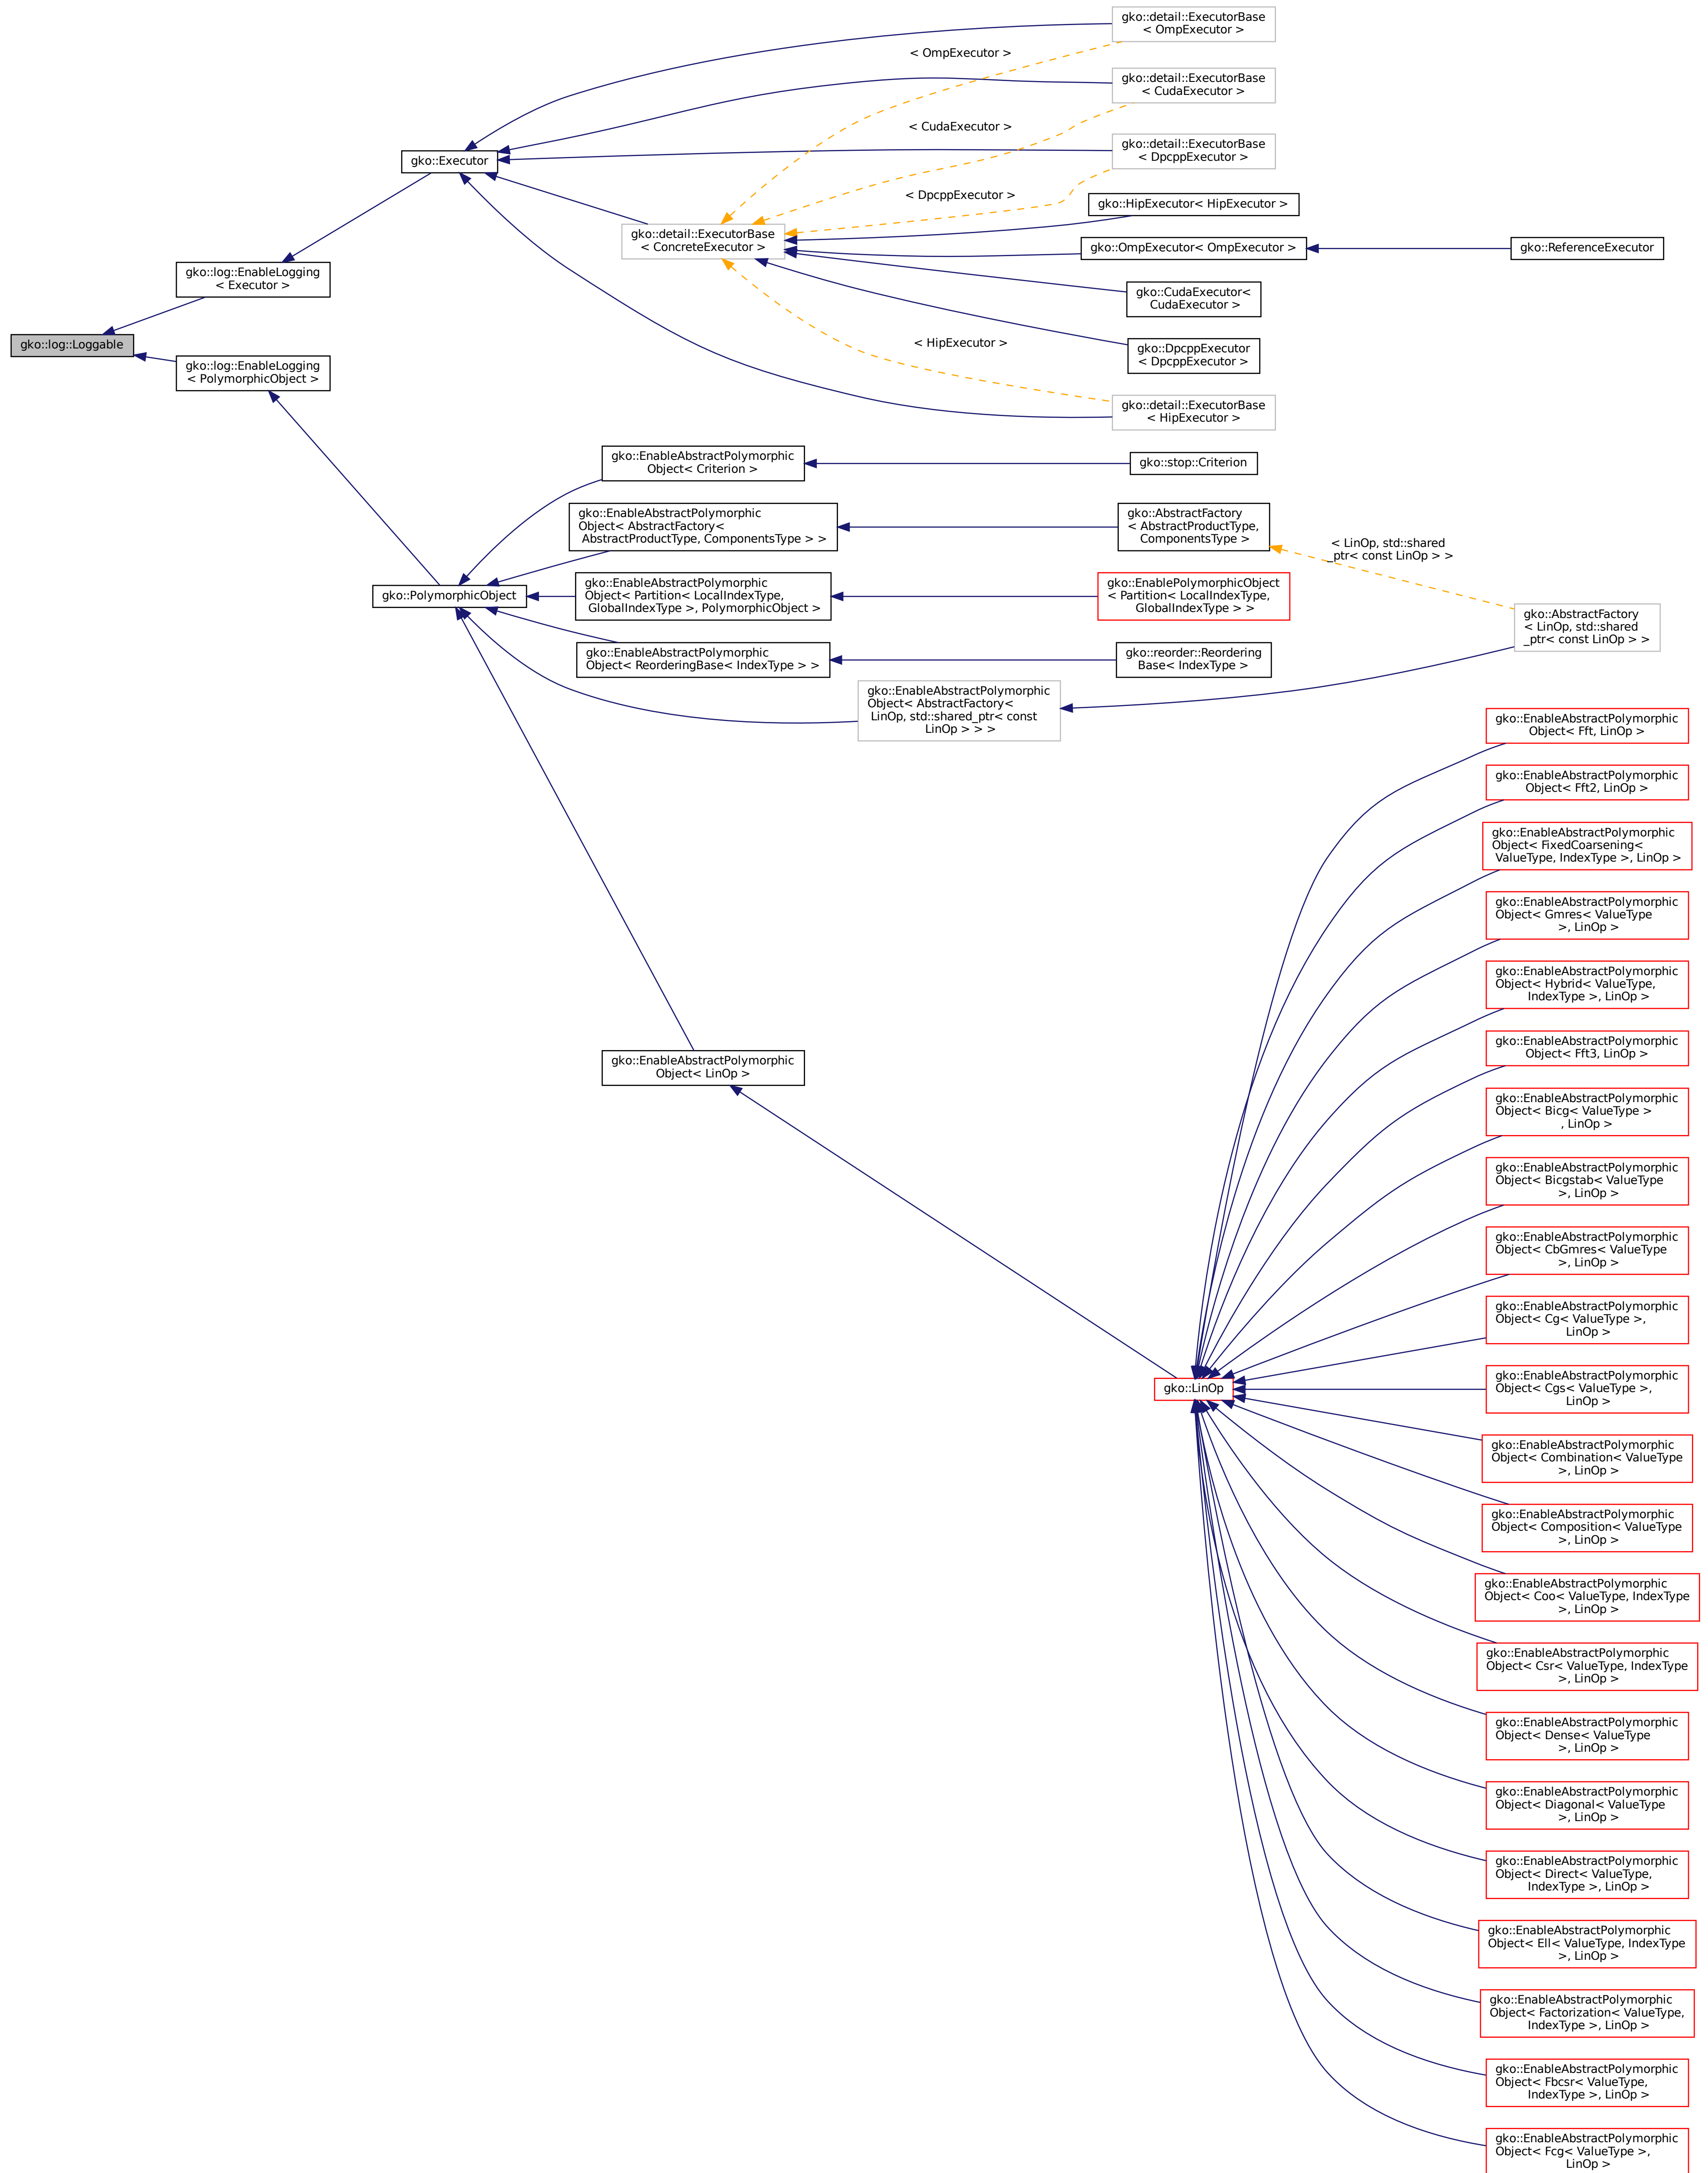 gko::detail::ExecutorBase
< OmpExecutor >
< OmpExecutor >
gko::detail::ExecutorBase
< CudaExecutor >
< CudaExecutor >
gko::detail::ExecutorBase
< DpcppExecutor >
gko::Executor
< DpcppExecutor >
gko::HipExecutor< HipExecutor >
gko::detail::ExecutorBase
< ConcreteExecutor >
gko::OmpExecutor< OmpExecutor >
gko::ReferenceExecutor
gko::log::EnableLogging
< Executor >
gko::CudaExecutor<
CudaExecutor >
gko::log::Loggable
< HipExecutor >
gko::DpcppExecutor
< DpcppExecutor >
gko::log::EnableLogging
< PolymorphicObject >
gko::detail::ExecutorBase
< HipExecutor >
gko::EnableAbstractPolymorphic
Object< Criterion >
gko::stop::Criterion
gko::EnableAbstractPolymorphic
Object< AbstractFactory<
AbstractProductType, ComponentsType > >
gko::AbstractFactory
< AbstractProductType,
ComponentsType >
< LinOp, std::shared
_ptr< const LinOp > >
gko::PolymorphicObject
gko::EnableAbstractPolymorphic
Object< Partition< LocalIndexType,
GlobalIndexType >, PolymorphicObject >
gko::EnablePolymorphicObject
< Partition< LocalIndexType,
GlobalIndexType > >
gko::AbstractFactory
< LinOp, std::shared
_ptr< const LinOp > >
gko::EnableAbstractPolymorphic
Object< ReorderingBase< IndexType > >
gko::reorder::Reordering
Base< IndexType >
gko::EnableAbstractPolymorphic
Object< AbstractFactory<
LinOp, std::shared_ptr< const
LinOp > > >
gko::EnableAbstractPolymorphic
Object< Fft, LinOp >
gko::EnableAbstractPolymorphic
Object< Fft2, LinOp >
gko::EnableAbstractPolymorphic
Object< FixedCoarsening<
ValueType, IndexType >, LinOp >
gko::EnableAbstractPolymorphic
Object< Gmres< ValueType
>, LinOp >
gko::EnableAbstractPolymorphic
Object< Hybrid< ValueType,
IndexType >, LinOp >
gko::EnableAbstractPolymorphic
Object< Fft3, LinOp >
gko::EnableAbstractPolymorphic
Object< LinOp >
gko::EnableAbstractPolymorphic
Object< Bicg< ValueType >
, LinOp >
gko::EnableAbstractPolymorphic
Object< Bicgstab< ValueType
>, LinOp >
gko::EnableAbstractPolymorphic
Object< CbGmres< ValueType
>, LinOp >
gko::EnableAbstractPolymorphic
Object< Cg< ValueType >,
LinOp >
gko::LinOp
gko::EnableAbstractPolymorphic
Object< Cgs< ValueType >,
LinOp >
gko::EnableAbstractPolymorphic
Object< Combination< ValueType
>, LinOp >
gko::EnableAbstractPolymorphic
Object< Composition< ValueType
>, LinOp >
gko::EnableAbstractPolymorphic
Object< Coo< ValueType, IndexType
>, LinOp >
gko::EnableAbstractPolymorphic
Object< Csr< ValueType, IndexType
>, LinOp >
gko::EnableAbstractPolymorphic
Object< Dense< ValueType
>, LinOp >
gko::EnableAbstractPolymorphic
Object< Diagonal< ValueType
>, LinOp >
gko::EnableAbstractPolymorphic
Object< Direct< ValueType,
IndexType >, LinOp >
gko::EnableAbstractPolymorphic
Object< Ell< ValueType, IndexType
>, LinOp >
gko::EnableAbstractPolymorphic
Object< Factorization< ValueType,
IndexType >, LinOp >
gko::EnableAbstractPolymorphic
Object< Fbcsr< ValueType,
IndexType >, LinOp >
gko::EnableAbstractPolymorphic
Object< Fcg< ValueType >,
LinOp >